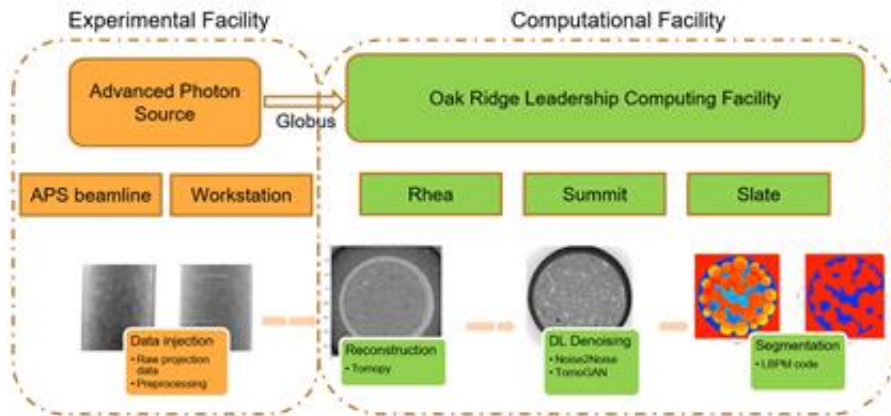 Experimental Facility
Computational Facility
Advanced Photon
Source
Globus
Oak Ridge Leadership Computing Facility
APS beamline
Workstation
Rhea
Summit
Slate
Data injection
• Raw projection
data
• Preprocessing
Reconstruction
• Tomopy
DL Denoising
• Noise2Noise
• TomoGAN
Segmentation
• LBPM code